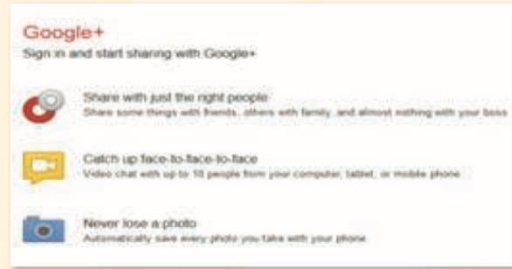 Google+
Sign in and start sharing with Google+
Share with just the right people
Share some things with friends, others with family, and almost nothing with your boss
Catch up face-to-face-to-face
Video chat with up to 10 people from your computer, tablet, or mobile phone
Never lose a photo
Automatically save every photo you take with your phone